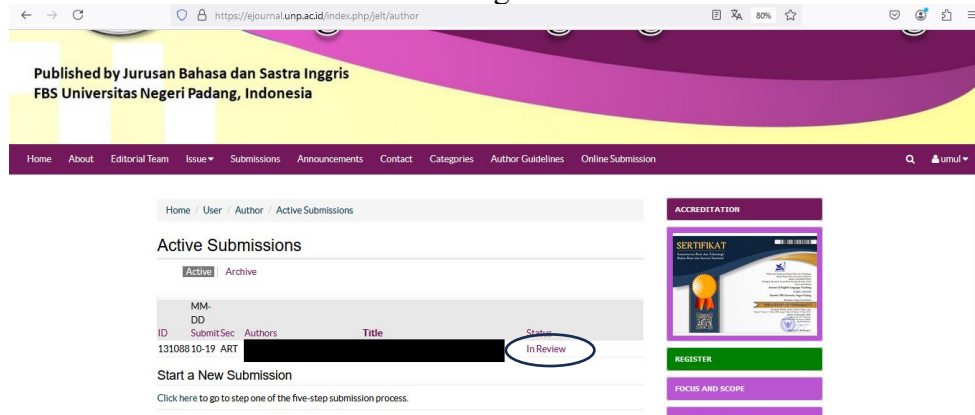 https://ejournal.unp.ac.id/index.php/jelt/author
80%
Published by Jurusan Bahasa dan Sastra Inggris
FBS Universitas Negeri Padang, Indonesia
Home About Editorial Team Issue Submissions Announcements Contact Categories Author Guidelines Online Submission umul
Home / User / Author / Active Submissions
Active Submissions
Active Archive
MM-
DD
ID Submit Sec Authors Title Status
131088 10-19 ART In Review
Start a New Submission
Click here to go to step one of the five-step submission process.
ACCREDITATION
SERTIFIKAT
REGISTER
FOCUS AND SCOPE